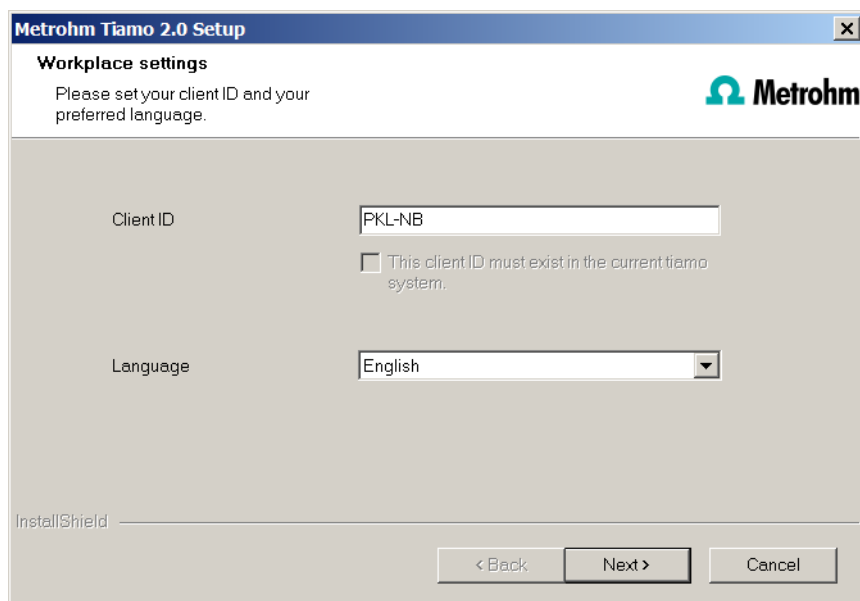 Metrohm Tiamo 2.0 Setup
Workplace settings
Please set your client ID and your
preferred language.
Metrohm
Client ID
PKL-NB
This client ID must exist in the current tiamo
system.
Language
English
InstallShield
< Back
Next >
Cancel